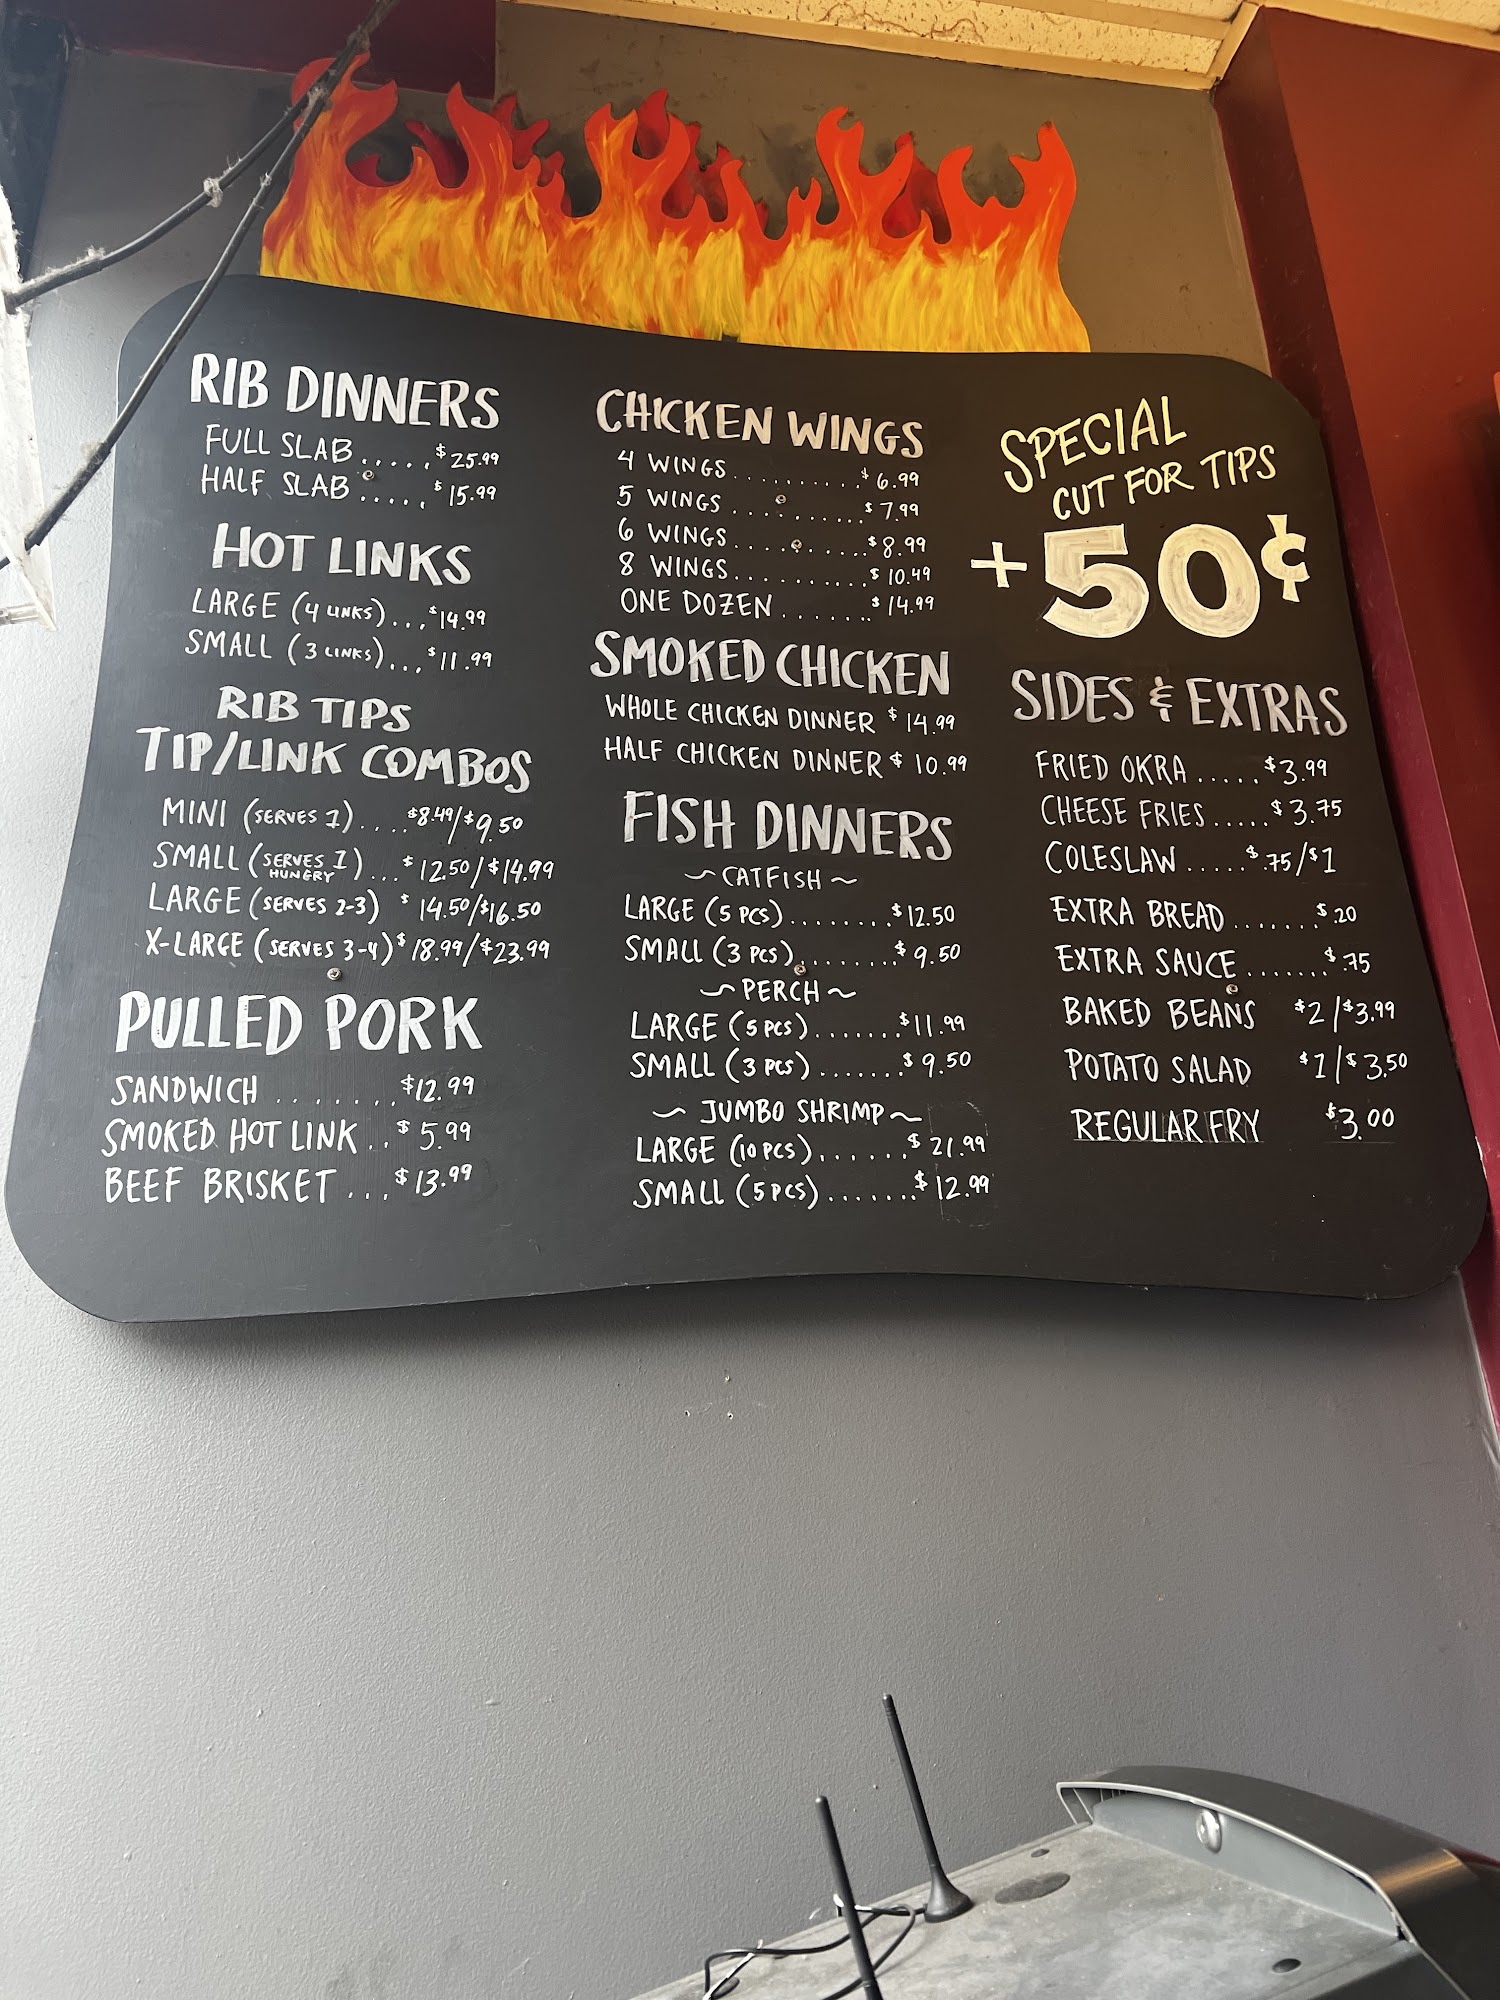 RIB DINNERS
FULL SLAB ..... $25.99
HALF SLAB ..... $15.99
HOT LINKS
LARGE (4 LINKS)... $14.99
SMALL (3 LINKS)... $11.99
RIB TIPS
TIP/LINK COMBOS
MINI (SERVES 1).... $8.49/$9.50
SMALL (SERVES 1 HUNGRY)... $12.50/$14.99
LARGE (SERVES 2-3) $14.50/$16.50
X-LARGE (SERVES 3-4) $18.99/$23.99
PULLED PORK
SANDWICH ....... $12.99
SMOKED HOT LINK .. $5.99
BEEF BRISKET ... $13.99
CHICKEN WINGS
4 WINGS.......... $6.99
5 WINGS.......... $7.99
6 WINGS.......... $8.99
8 WINGS.......... $10.49
ONE DOZEN ....... $14.99
SMOKED CHICKEN
WHOLE CHICKEN DINNER $14.99
HALF CHICKEN DINNER $10.99
FISH DINNERS
~CATFISH~
LARGE (5 PCS)........ $12.50
SMALL (3 PCS)........ $9.50
~PERCH~
LARGE (5 PCS)....... $11.99
SMALL (3 PCS)....... $9.50
~ JUMBO SHRIMP~
LARGE (10 PCS)....... $21.99
SMALL (5 PCS)....... $12.99
SPECIAL
CUT FOR TIPS
+50¢
SIDES & EXTRAS
FRIED OKRA ..... $3.99
CHEESE FRIES ..... $3.75
COLESLAW ..... $.75/$1
EXTRA BREAD ....... $.20
EXTRA SAUCE ....... $.75
BAKED BEANS $2/$3.99
POTATO SALAD $1/$3.50
REGULAR FRY $3.00